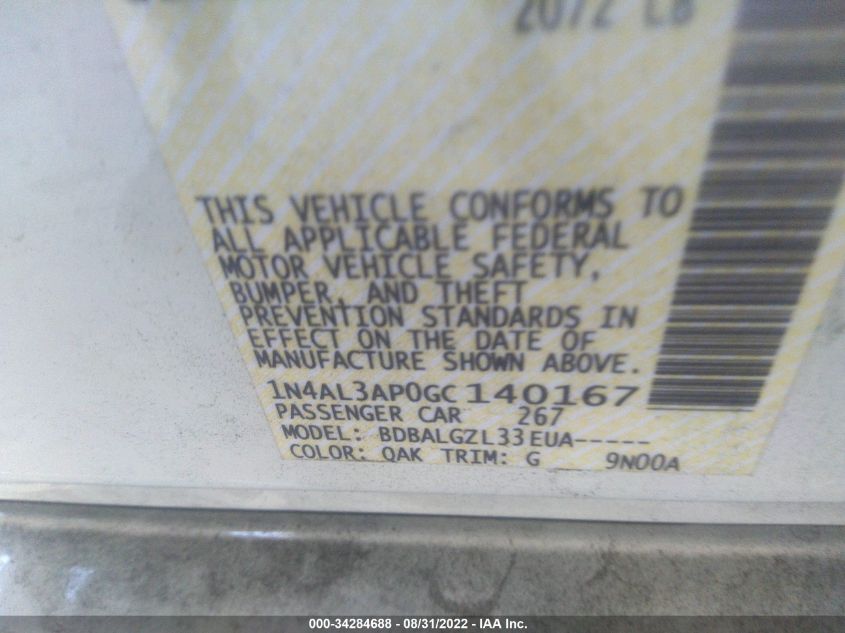 2072 LB
THIS VEHICLE CONFORMS TO
ALL APPLICABLE FEDERAL
MOTOR VEHICLE SAFETY,
BUMPER, AND THEFT
PREVENTION STANDARDS IN
EFFECT ON THE DATE OF
MANUFACTURE SHOWN ABOVE.
1N4AL3AP0GC140167
PASSENGER CAR 267
MODEL: BDBALGZL33EUA-----
COLOR: QAK TRIM: G 9N00A
000-34284688 - 08/31/2022 - IAA Inc.